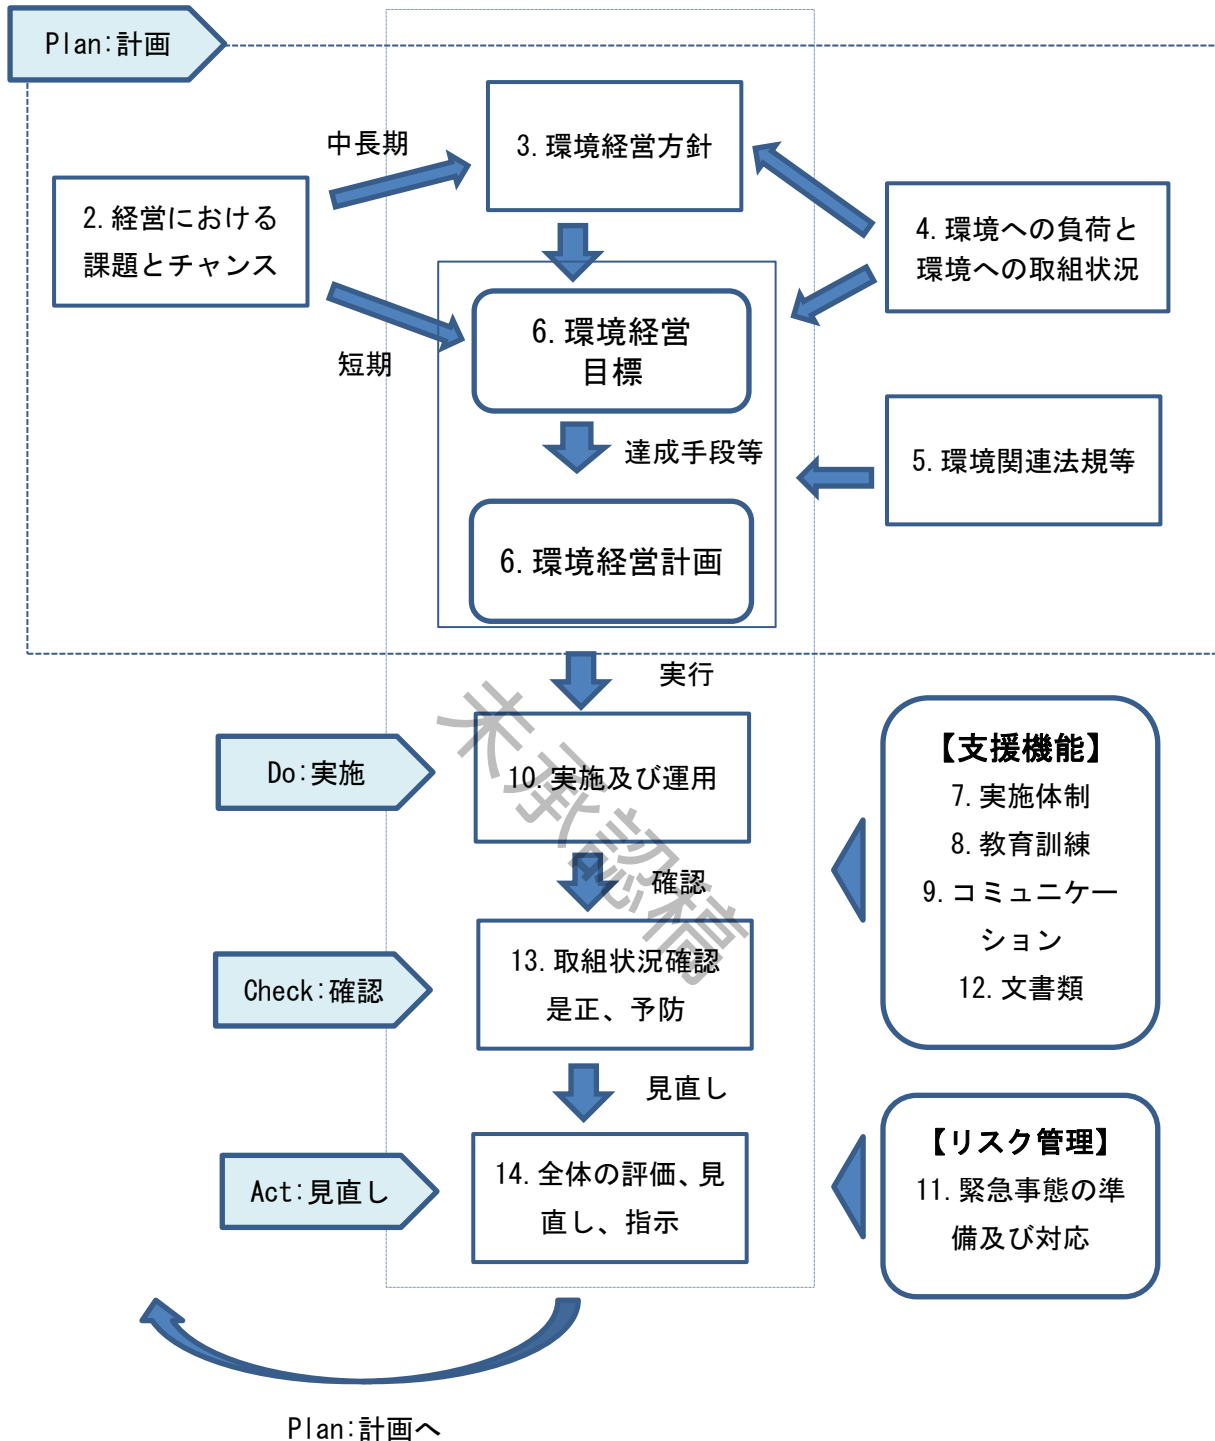 Plan:計画
中長期
3.環境経営方針
2.経営における
課題とチャンス
4.環境への負荷と
環境への取組状況
短期
6.環境経営
目標
達成手段等
5.環境関連法規等
6.環境経営計画
実行
Do:実施
10.実施及び運用
【支援機能】
7.実施体制
8.教育訓練
9.コミュニケー
ション
12.文書類
確認
Check:確認
13.取組状況確認
是正、予防
見直し
Act:見直し
14.全体の評価、見
直し、指示
【リスク管理】
11.緊急事態の準
備及び対応
Plan:計画へ
未承認稿